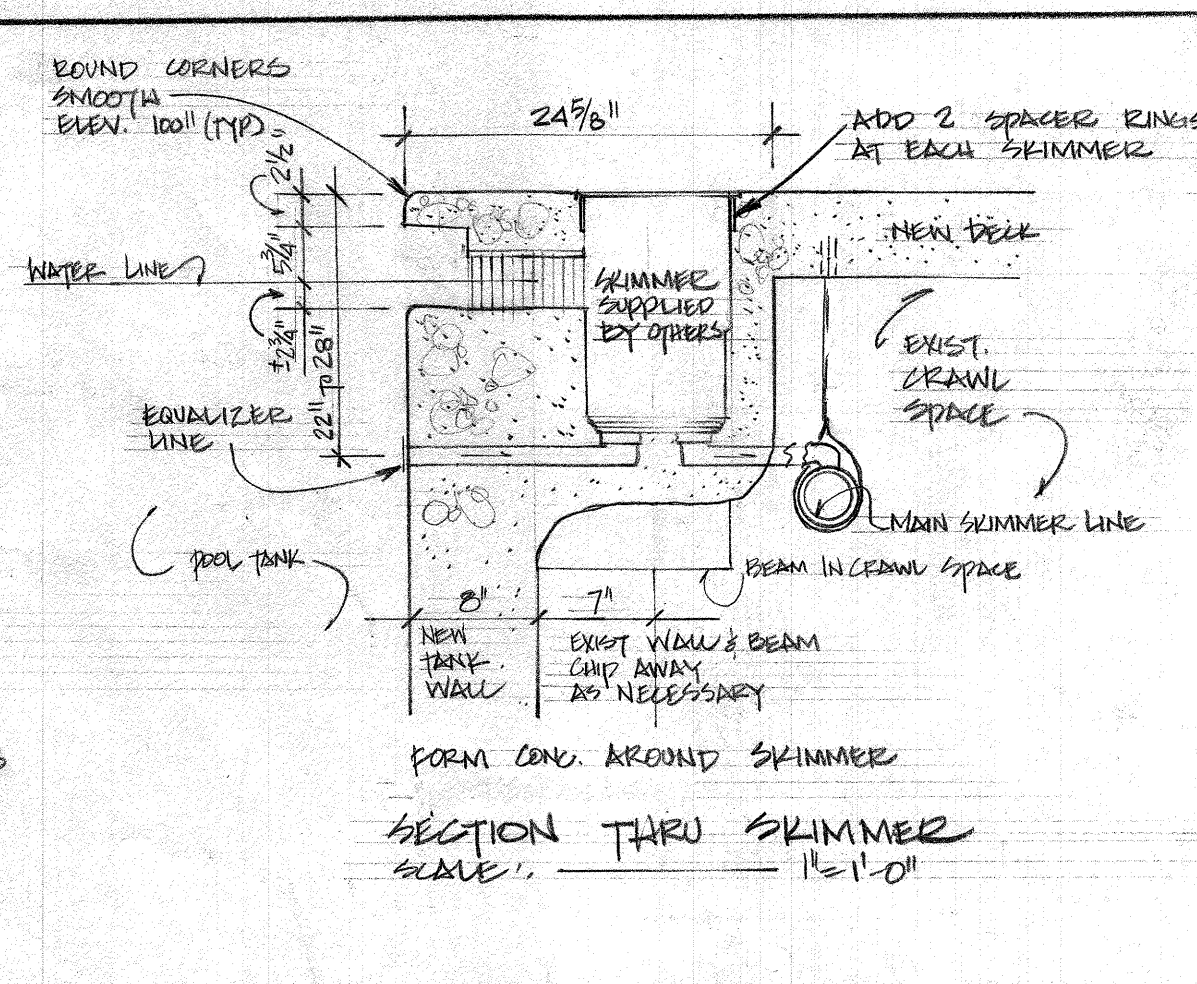 ROUND CORNERS
SMOOTH
ELEV. 100" (TYP)
24 5/8"
ADD 2 SPACER RINGS
AT EACH SKIMMER
2 1/2"
5 3/4"
±2 3/4"
22" TO 28"
WATER LINE
SKIMMER
SUPPLIED
BY OTHERS
NEW DECK
EXIST.
CRAWL
SPACE
EQUALIZER
LINE
MAIN SKIMMER LINE
POOL TANK
BEAM IN CRAWL SPACE
8"
7"
NEW
TANK
WALL
EXIST WALL & BEAM
CHIP AWAY
AS NECESSARY
FORM CONC. AROUND SKIMMER
SECTION THRU SKIMMER
SCALE: 1"=1'-0"